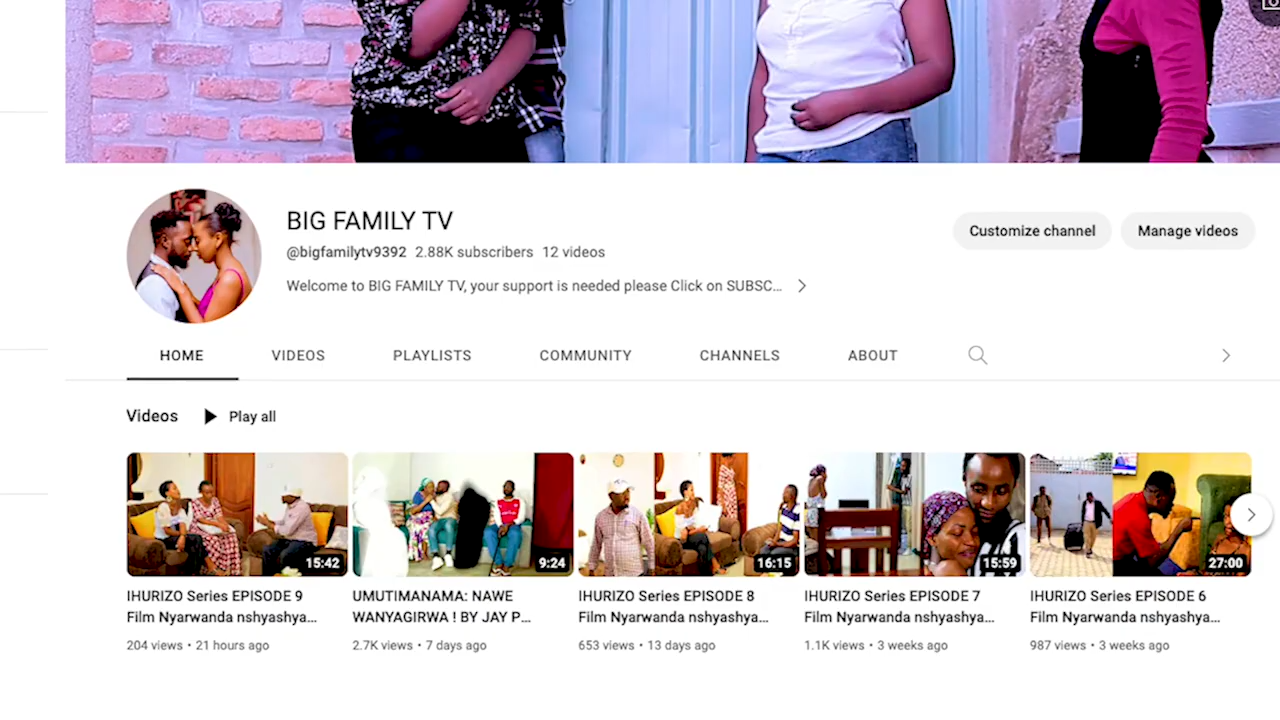 BIG FAMILY TV
@bigfamilytv9392 2.88K subscribers 12 videos
Customize channel
Manage videos
Welcome to BIG FAMILY TV, your support is needed please Click on SUBSC...
HOME VIDEOS PLAYLISTS COMMUNITY CHANNELS ABOUT
Videos Play all
15:42
9:24
16:15
15:59
27:00
IHURIZO Series EPISODE 9
Film Nyarwanda nshyashya...
204 views • 21 hours ago
UMUTIMANAMA: NAWE
WANYAGIRWA ! BY JAY P...
2.7K views • 7 days ago
IHURIZO Series EPISODE 8
Film Nyarwanda nshyashya...
653 views • 13 days ago
IHURIZO Series EPISODE 7
Film Nyarwanda nshyashya...
1.1K views • 3 weeks ago
IHURIZO Series EPISODE 6
Film Nyarwanda nshyashya...
987 views • 3 weeks ago